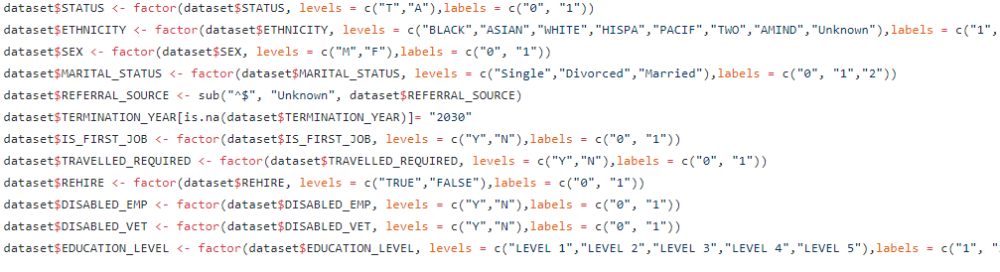 dataset$STATUS <- factor(dataset$STATUS, levels = c("T","A"),labels = c("0", "1"))
dataset$ETHNICITY <- factor(dataset$ETHNICITY, levels = c("BLACK","ASIAN","WHITE","HISPA","PACIF","TWO","AMIND","Unknown"),labels = c("1",
dataset$SEX <- factor(dataset$SEX, levels = c("M","F"),labels = c("0", "1"))
dataset$MARITAL_STATUS <- factor(dataset$MARITAL_STATUS, levels = c("Single","Divorced","Married"),labels = c("0", "1","2"))
dataset$REFERRAL_SOURCE <- sub("^$", "Unknown", dataset$REFERRAL_SOURCE)
dataset$TERMINATION_YEAR[is.na(dataset$TERMINATION_YEAR)]= "2030"
dataset$IS_FIRST_JOB <- factor(dataset$IS_FIRST_JOB, levels = c("Y","N"),labels = c("0", "1"))
dataset$TRAVELLED_REQUIRED <- factor(dataset$TRAVELLED_REQUIRED, levels = c("Y","N"),labels = c("0", "1"))
dataset$REHIRE <- factor(dataset$REHIRE, levels = c("TRUE","FALSE"),labels = c("0", "1"))
dataset$DISABLED_EMP <- factor(dataset$DISABLED_EMP, levels = c("Y","N"),labels = c("0", "1"))
dataset$DISABLED_VET <- factor(dataset$DISABLED_VET, levels = c("Y","N"),labels = c("0", "1"))
dataset$EDUCATION_LEVEL <- factor(dataset$EDUCATION_LEVEL, levels = c("LEVEL 1","LEVEL 2","LEVEL 3","LEVEL 4","LEVEL 5"),labels = c("1", "